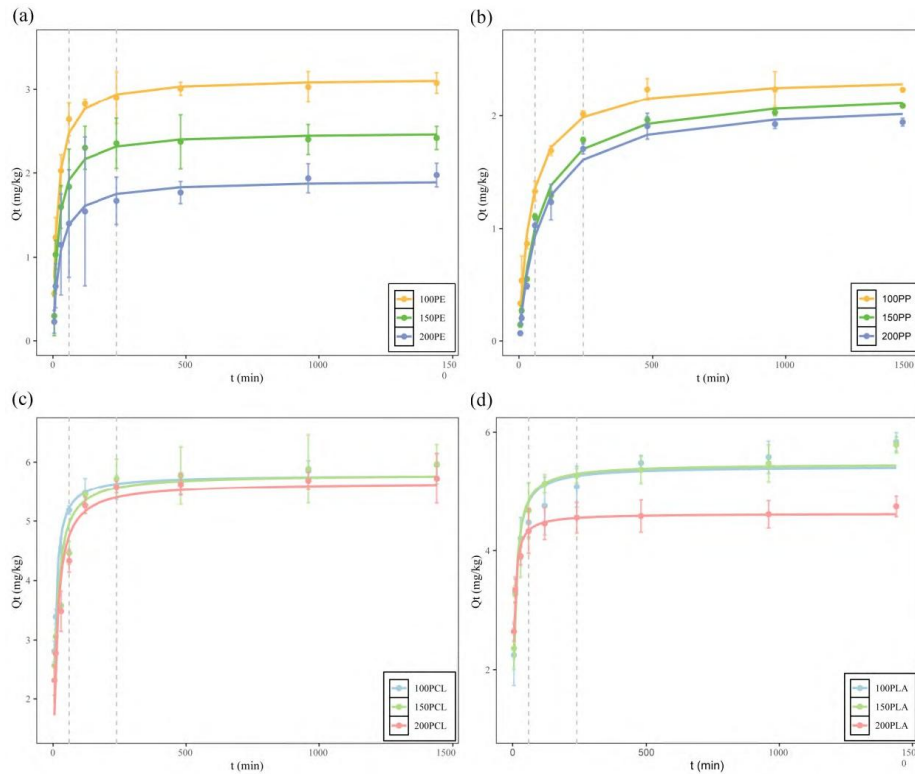 (a)
Qt (mg/kg)
3
2
1
0
0
500
1000
150
0
t (min)
100PE
150PE
200PE
(b)
Qt (mg/kg)
2
1
0
0
500
1000
1500
t (min)
100PP
150PP
200PP
(c)
Qt (mg/kg)
6
5
4
3
2
0
500
1000
1500
t (min)
100PCL
150PCL
200PCL
(d)
Qt (mg/kg)
6
4
2
0
500
1000
150
0
t (min)
100PLA
150PLA
200PLA